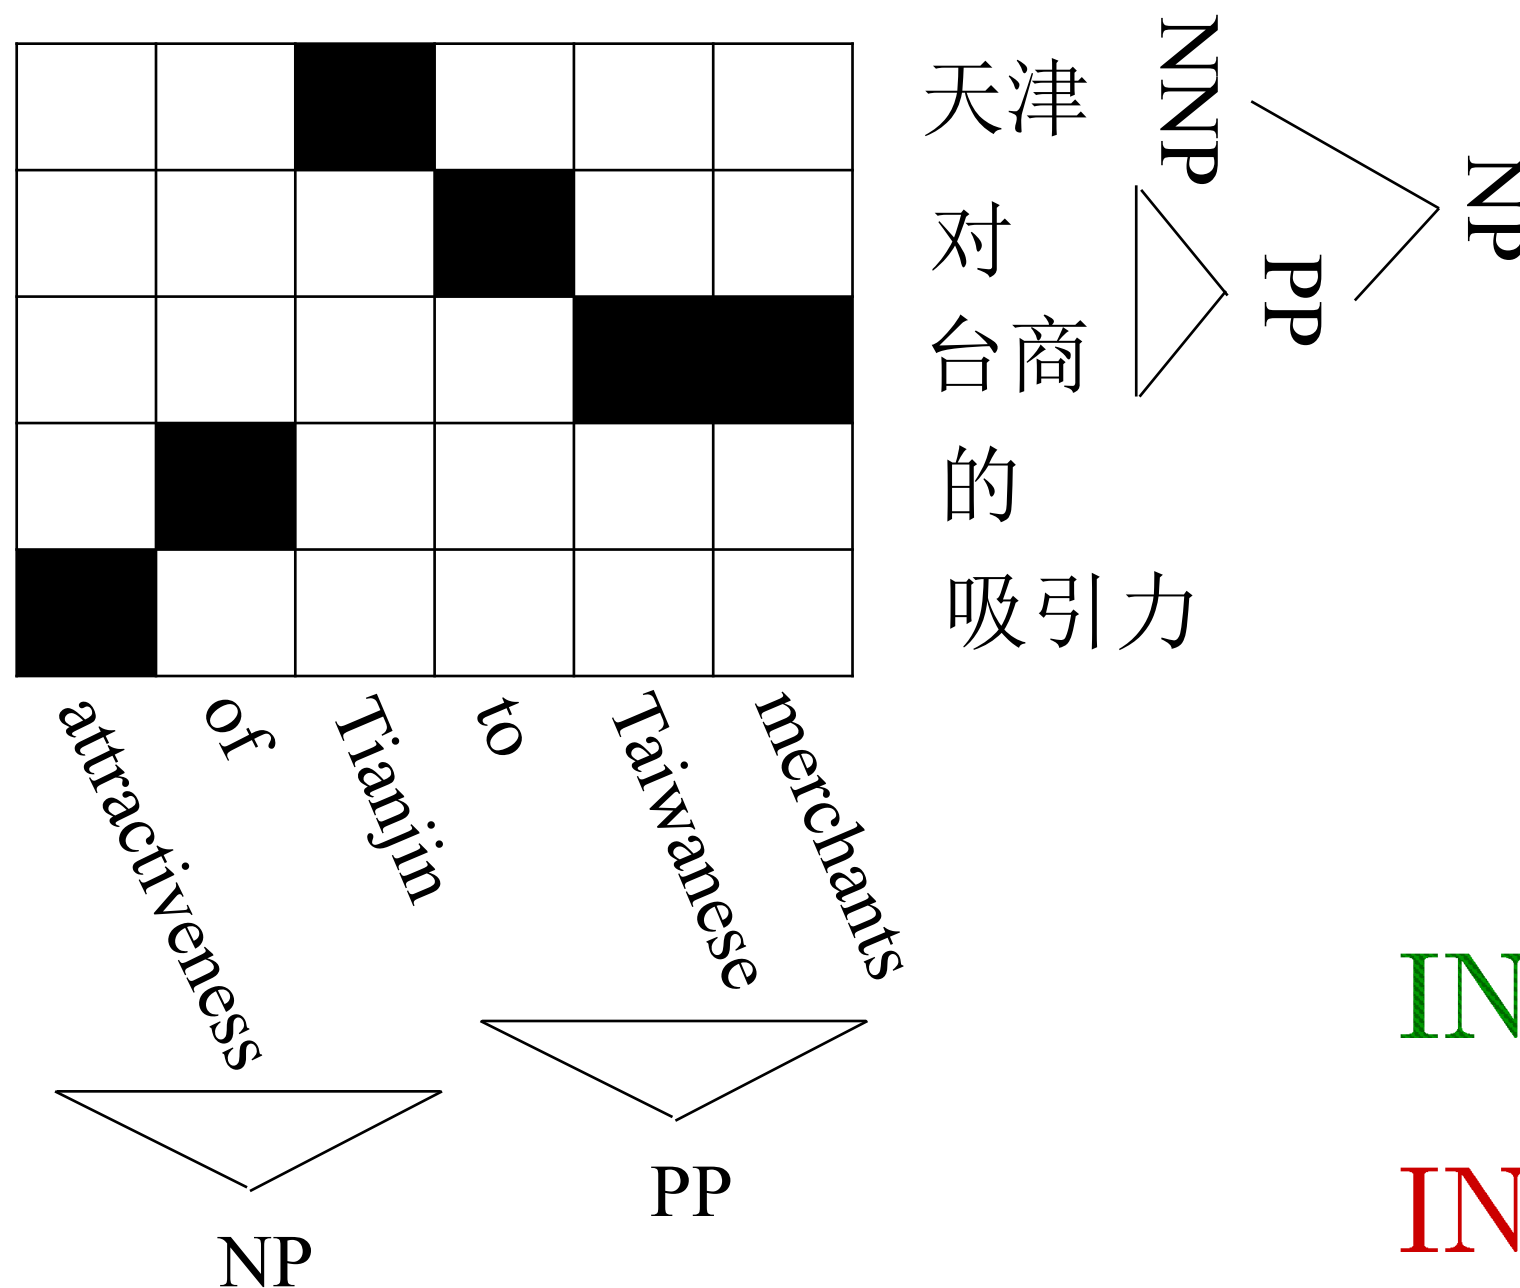 天津
NNP
NP
对
PP
台商
的
吸引力
attractiveness
of
Tianjin
to
Taiwanese
merchants
IN
PP
IN
NP